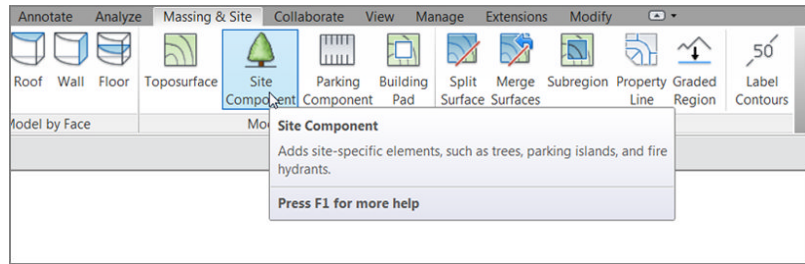 Annotate Analyze Massing & Site Collaborate View Manage Extensions Modify
50
Roof Wall Floor Toposurface Site Component Parking Component Building Pad Split Surface Merge Surfaces Subregion Property Line Graded Region Label Contours
Model by Face
Site Component
Adds site-specific elements, such as trees, parking islands, and fire
hydrants.
Press F1 for more help